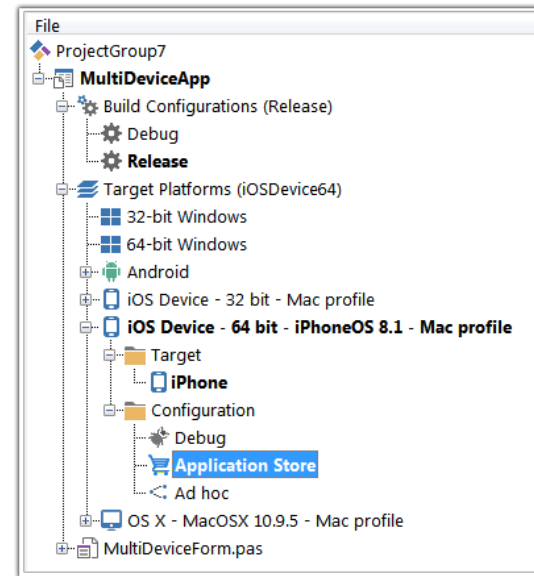 File
ProjectGroup7
MultiDeviceApp
Build Configurations (Release)
Debug
Release
Target Platforms (iOSDevice64)
32-bit Windows
64-bit Windows
Android
iOS Device - 32 bit - Mac profile
iOS Device - 64 bit - iPhoneOS 8.1 - Mac profile
Target
iPhone
Configuration
Debug
Application Store
Ad hoc
OS X - MacOSX 10.9.5 - Mac profile
MultiDeviceForm.pas